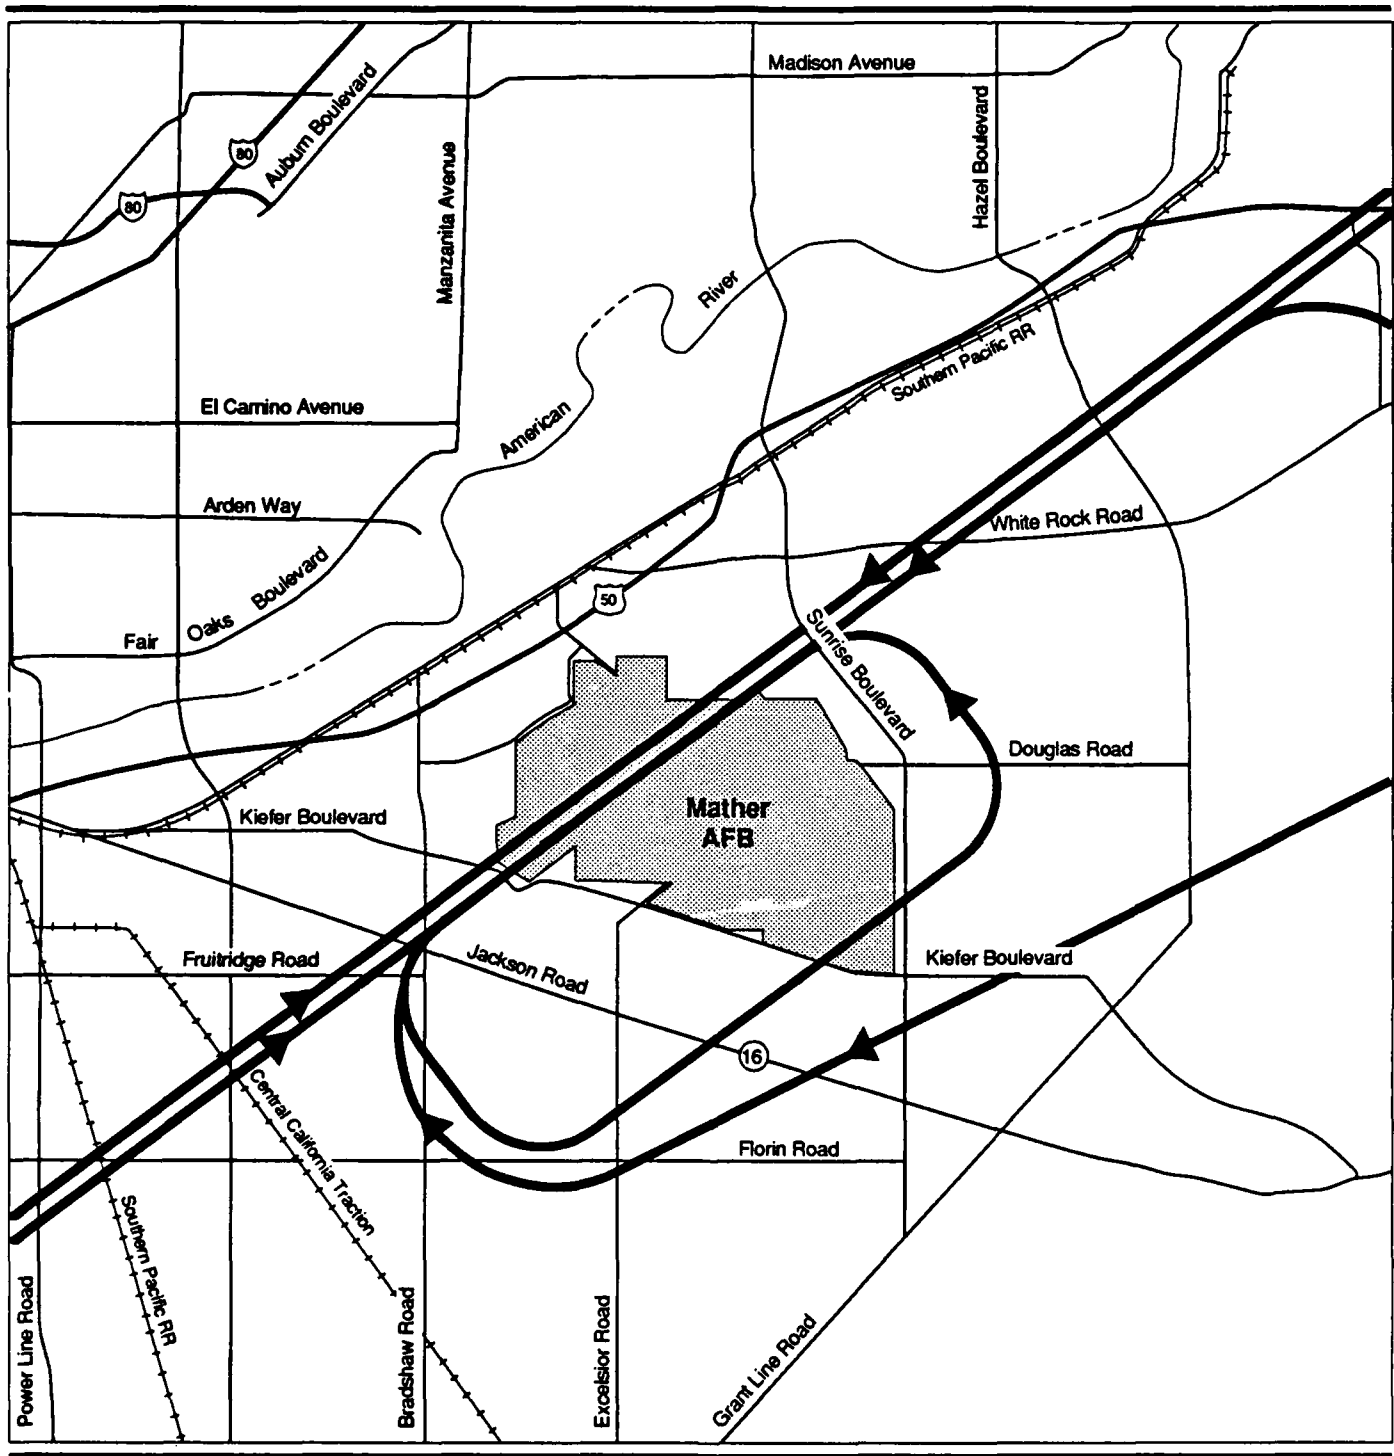 Madison Avenue
Auburn Boulevard
80
80
Manzanita Avenue
Hazel Boulevard
River
American
Southern Pacific RR
El Camino Avenue
Arden Way
White Rock Road
Fair Oaks Boulevard
50
Sunrise Boulevard
Douglas Road
Kiefer Boulevard
Mather
AFB
Fruitridge Road
Jackson Road
Kiefer Boulevard
16
Central California Traction
Florin Road
Southern Pacific RR
Power Line Road
Bradshaw Road
Excelsior Road
Grant Line Road